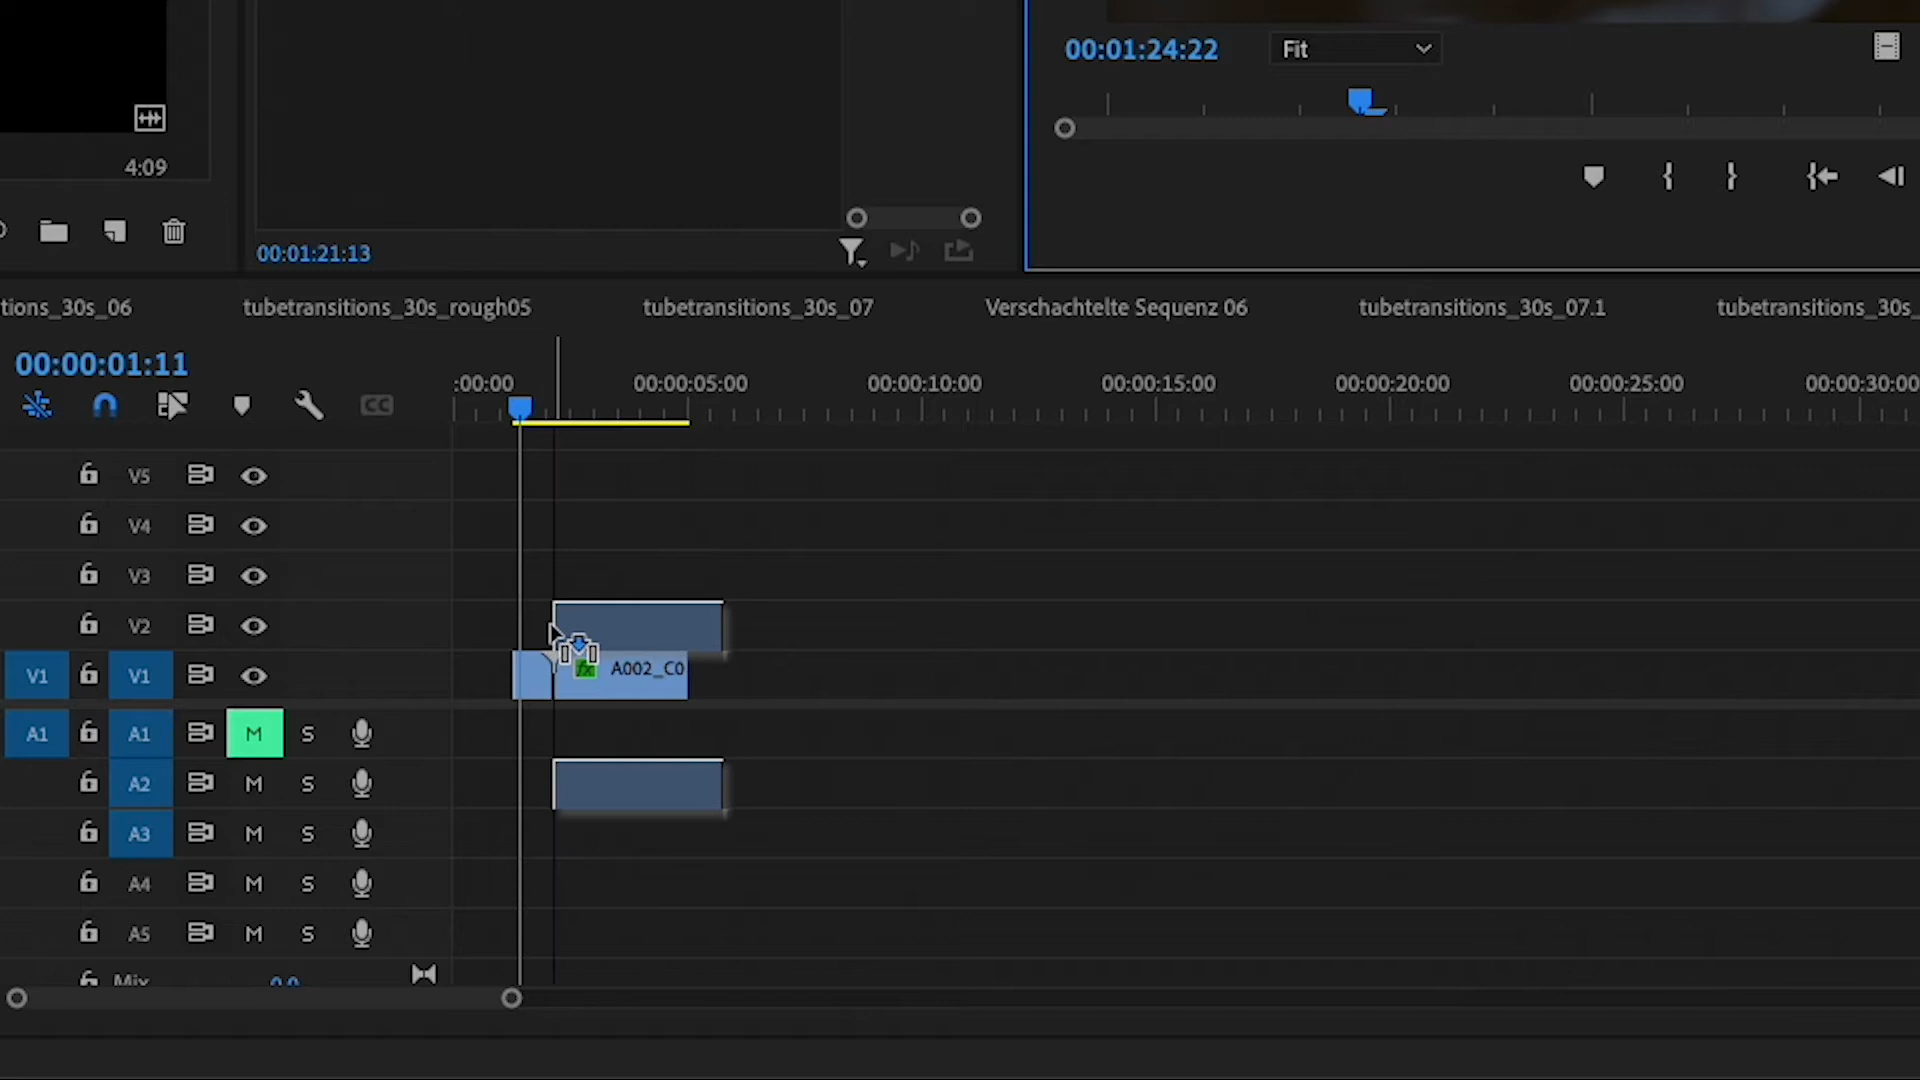 00:01:24:22 Fit
4:09
00:01:21:13
tions_30s_06 tubetransitions_30s_rough05 tubetransitions_30s_07 Verschachtelte Sequenz 06 tubetransitions_30s_07.1 tubetransitions_30s_
00:00:01:11
:00:00 00:00:05:00 00:00:10:00 00:00:15:00 00:00:20:00 00:00:25:00 00:00:30:00
CC
V5
V4
V3
V2
V1 V1 fx A002_C0
A1 A1 M S
A2 M S
A3 M S
A4 M S
A5 M S
Mix 0,0